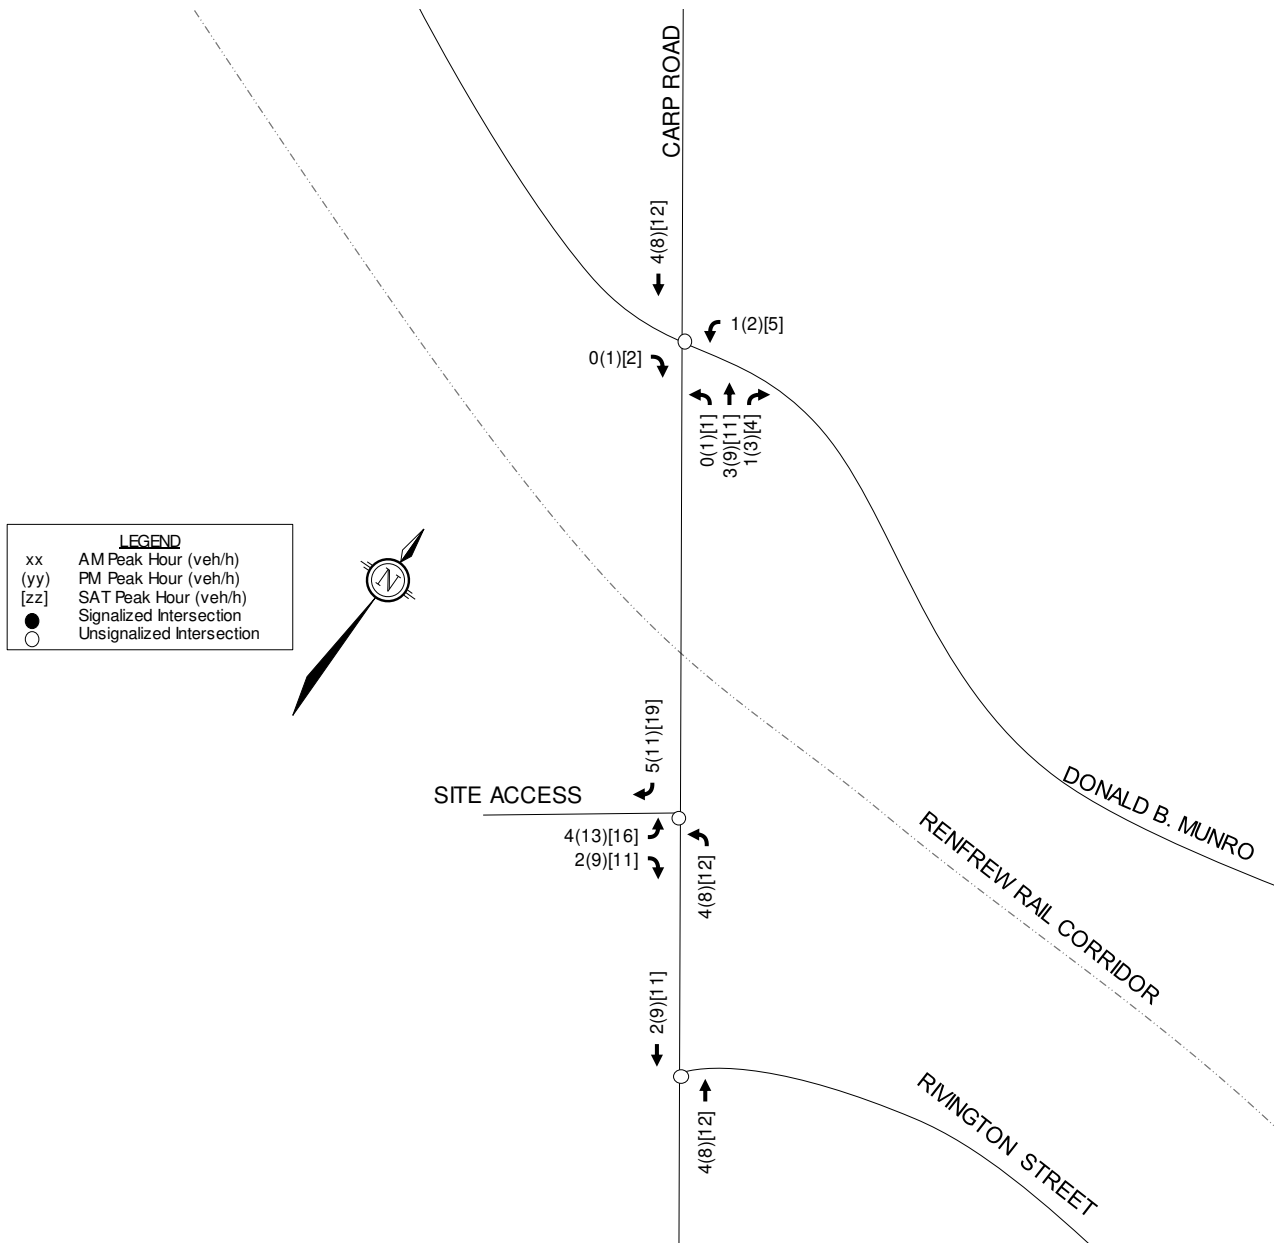 CARP ROAD
4(8)[12]
1(2)[5]
0(1)[2]
0(1)[1]
3(9)[11]
1(3)[4]
LEGEND
xx AM Peak Hour (veh/h)
(yy) PM Peak Hour (veh/h)
[zz] SAT Peak Hour (veh/h)
Signalized Intersection
Unsignalized Intersection
N
5(11)[19]
SITE ACCESS
4(13)[16]
2(9)[11]
4(8)[12]
DONALD B. MUNRO
RENFREW RAIL CORRIDOR
2(9)[11]
4(8)[12]
RIVINGTON STREET